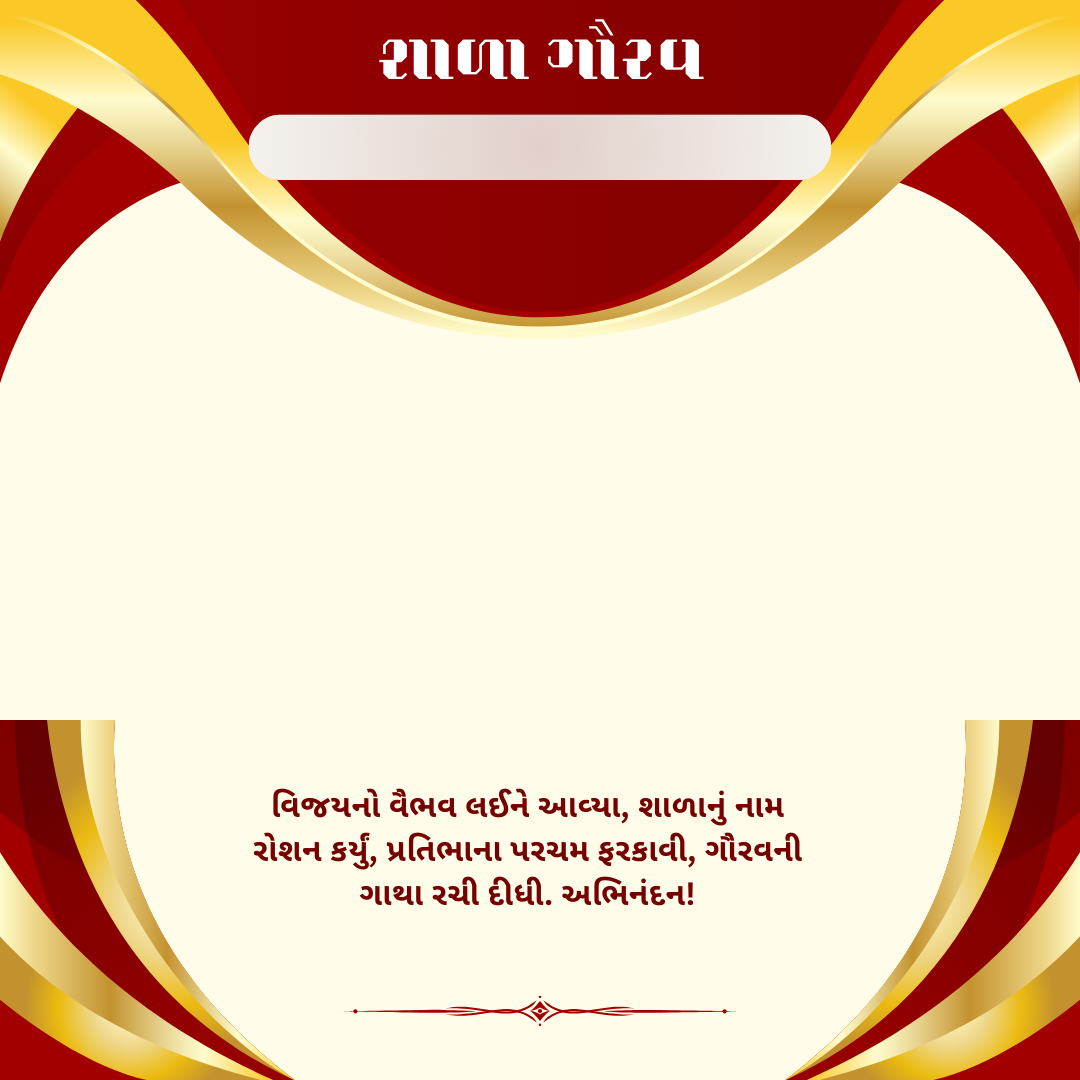 શાળા ગૌરવ
વિજયનો વૈભવ લઈને આવ્યા, શાળાનું નામ
રોશન કર્યું, પ્રતિભાના પરચમ ફરકાવી, ગૌરવની
ગાથા રચી દીધી. અભિનંદન!